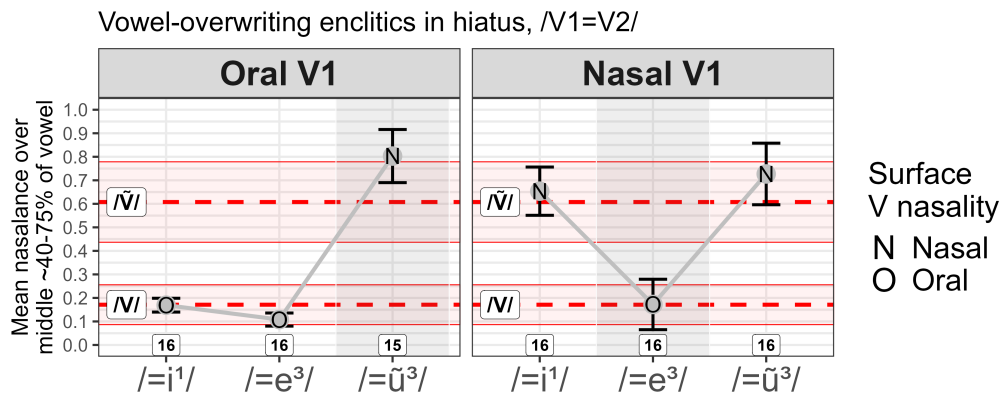 Vowel-overwriting enclitics in hiatus, /V1=V2/
Oral V1
Nasal V1
Mean nasalance over
middle ~40-75% of vowel
1.0
0.9
0.8
0.7
0.6
0.5
0.4
0.3
0.2
0.1
0.0
/Ṽ/
/V/
N
O
O
16
16
15
/Ṽ/
/V/
N
O
N
16
16
16
/=i¹/
/=e³/
/=ũ³/
/=i¹/
/=e³/
/=ũ³/
Surface
V nasality
N Nasal
O Oral